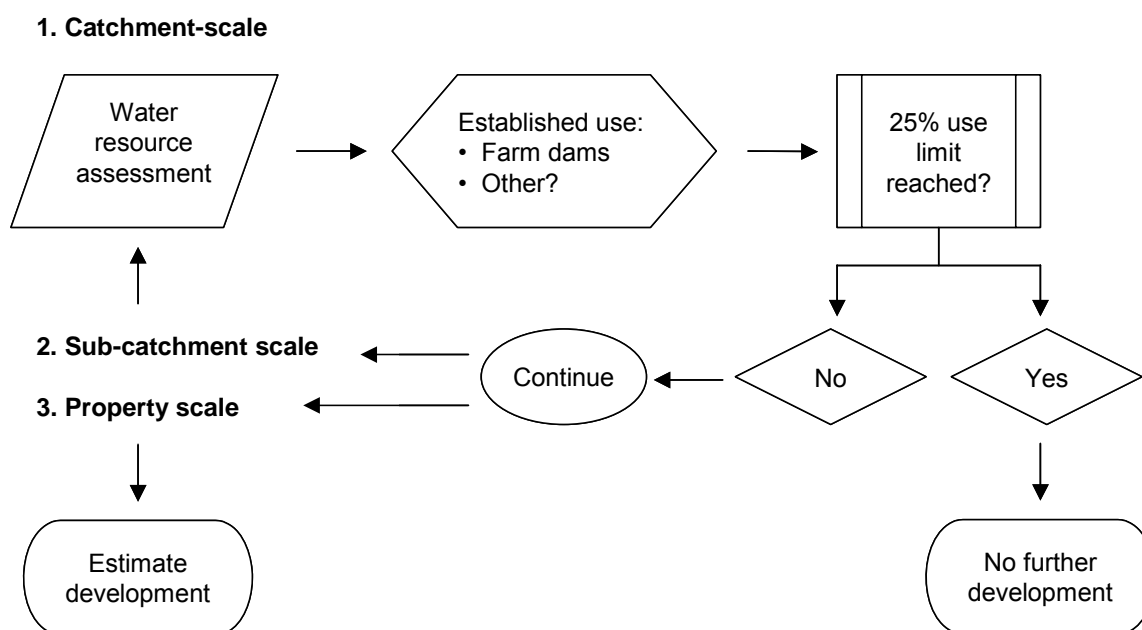 1. Catchment-scale
Water
resource
assessment
Established use:
• Farm dams
• Other?
25% use
limit
reached?
2. Sub-catchment scale
3. Property scale
Continue
No
Yes
Estimate
development
No further
development